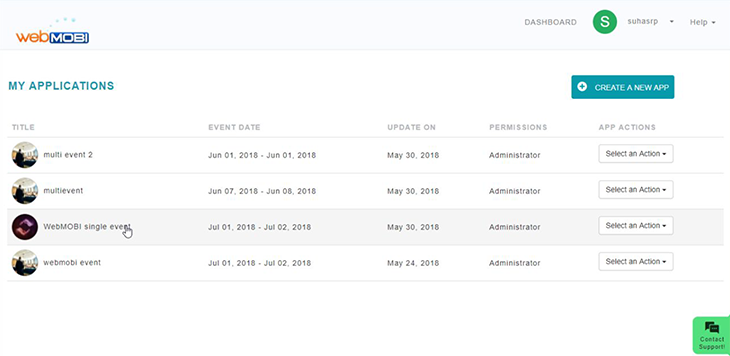 webMOBI
DASHBOARD
S
suhasrp
Help
MY APPLICATIONS
CREATE A NEW APP
TITLE EVENT DATE UPDATE ON PERMISSIONS APP ACTIONS
multi event 2 Jun 01, 2018 - Jun 01, 2018 May 30, 2018 Administrator Select an Action
multievent Jun 07, 2018 - Jun 08, 2018 May 30, 2018 Administrator Select an Action
WebMOBI single event Jul 01, 2018 - Jul 02, 2018 May 30, 2018 Administrator Select an Action
webmobi event Jul 01, 2018 - Jul 02, 2018 May 24, 2018 Administrator Select an Action
Contact
Support!